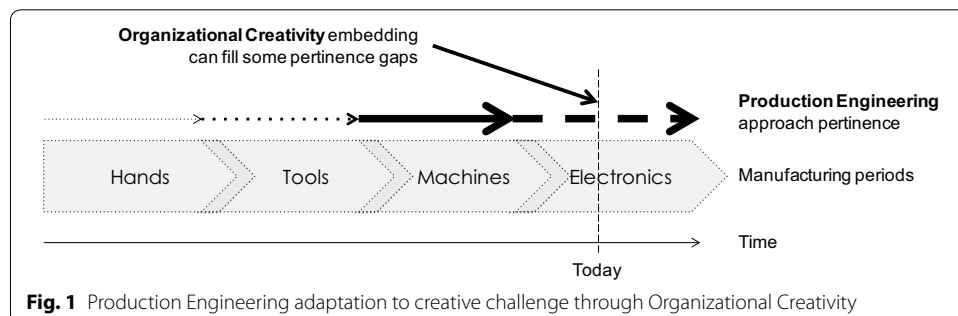 Organizational Creativity embedding
can fill some pertinence gaps
Production Engineering
approach pertinence
Hands
Tools
Machines
Electronics
Manufacturing periods
Time
Today
Fig. 1 Production Engineering adaptation to creative challenge through Organizational Creativity